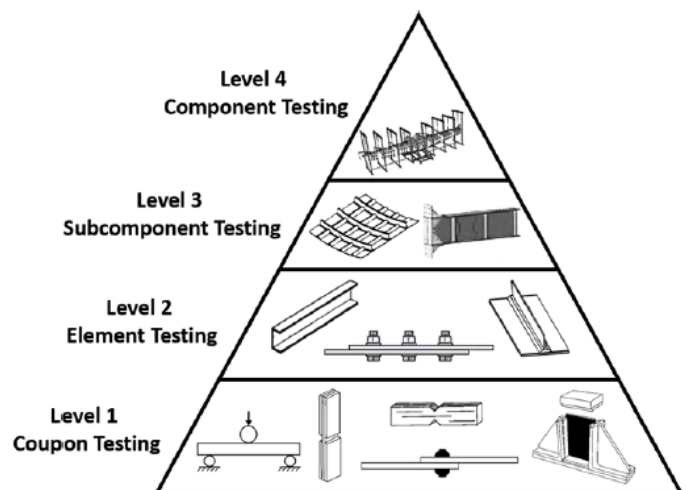 Level 4
Component Testing
Level 3
Subcomponent Testing
Level 2
Element Testing
Level 1
Coupon Testing